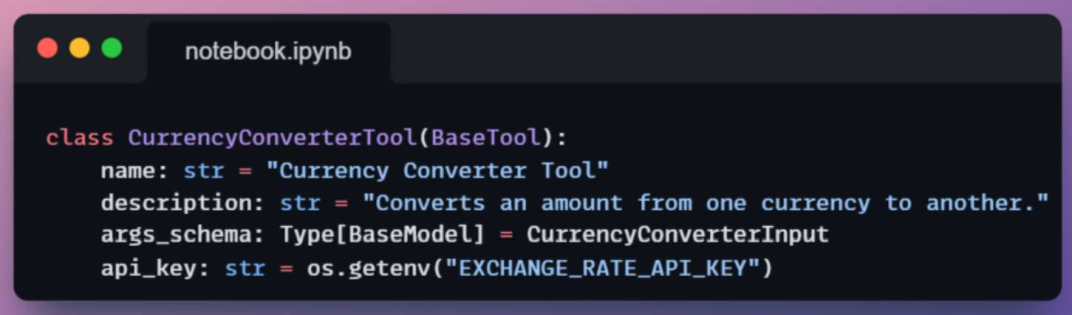 notebook.ipynb
class CurrencyConverterTool(BaseTool):
    name: str = "Currency Converter Tool"
    description: str = "Converts an amount from one currency to another."
    args_schema: Type[BaseModel] = CurrencyConverterInput
    api_key: str = os.getenv("EXCHANGE_RATE_API_KEY")